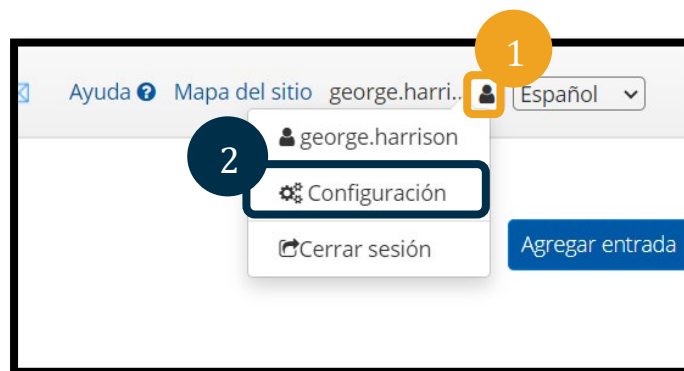 1
Ayuda Mapa del sitio george.harri.. Español
george.harrison
2
Configuración
Cerrar sesión
Agregar entrada